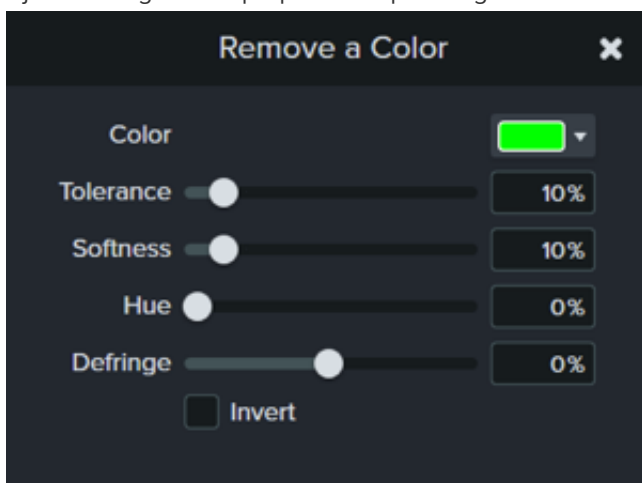 Remove a Color
Color
Tolerance 10%
Softness 10%
Hue 0%
Defringe 0%
Invert